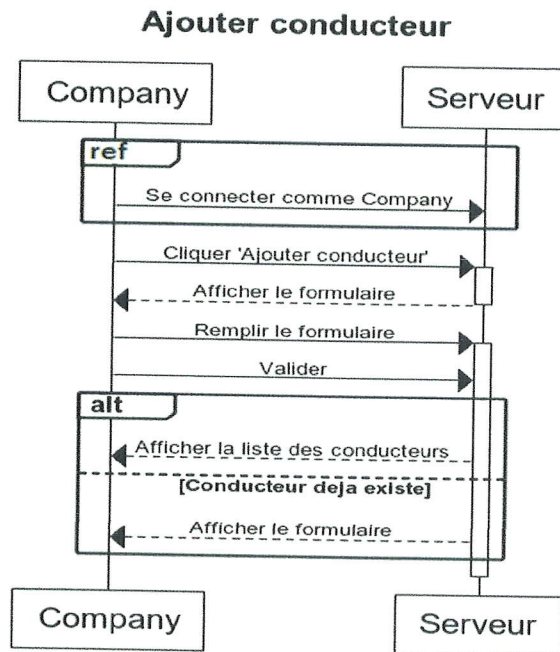 Ajouter conducteur
Company
Serveur
ref
Se connecter comme Company
Cliquer 'Ajouter conducteur'
Afficher le formulaire
Remplir le formulaire
Valider
alt
Afficher la liste des conducteurs
[Conducteur deja existe]
Afficher le formulaire
Company
Serveur